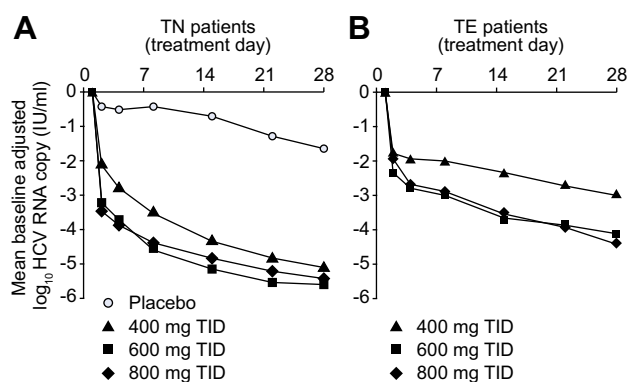 A
TN patients
(treatment day)
0 7 14 21 28
Mean baseline adjusted
log10 HCV RNA copy (IU/ml)
0
-1
-2
-3
-4
-5
-6
Placebo
400 mg TID
600 mg TID
800 mg TID
B
TE patients
(treatment day)
0 7 14 21 28
0
-1
-2
-3
-4
-5
-6
400 mg TID
600 mg TID
800 mg TID